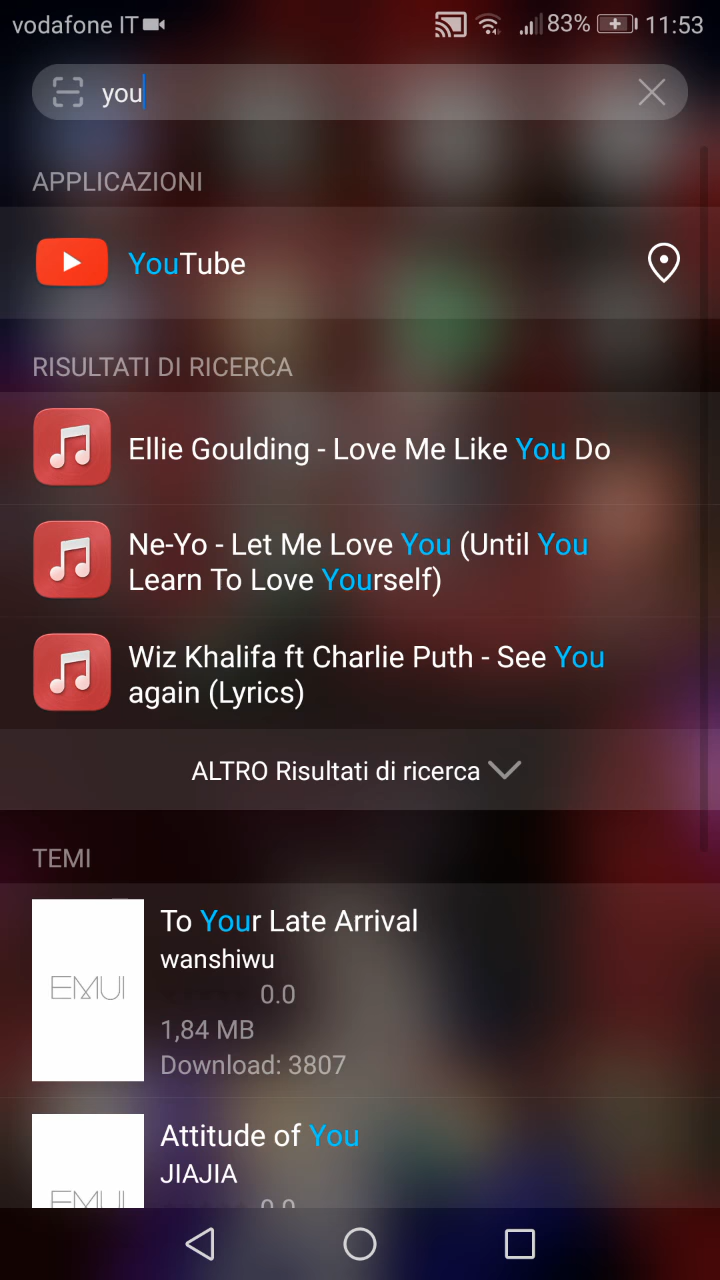 vodafone IT 83% 11:53
you
APPLICAZIONI
YouTube
RISULTATI DI RICERCA
Ellie Goulding - Love Me Like You Do
Ne-Yo - Let Me Love You (Until You
Learn To Love Yourself)
Wiz Khalifa ft Charlie Puth - See You
again (Lyrics)
ALTRO Risultati di ricerca
TEMI
EMUI
To Your Late Arrival
wanshiwu
0.0
1,84 MB
Download: 3807
EMUI
Attitude of You
JIAJIA
0.0